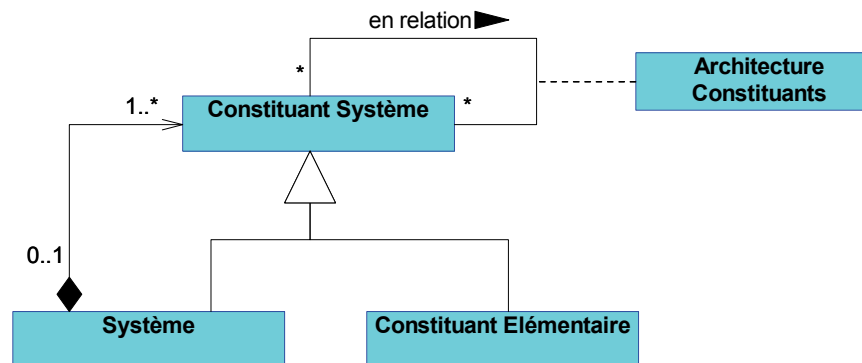 en relation
*
Architecture
Constituants
1..*
Constituant Système
*
0..1
Système
Constituant Elémentaire